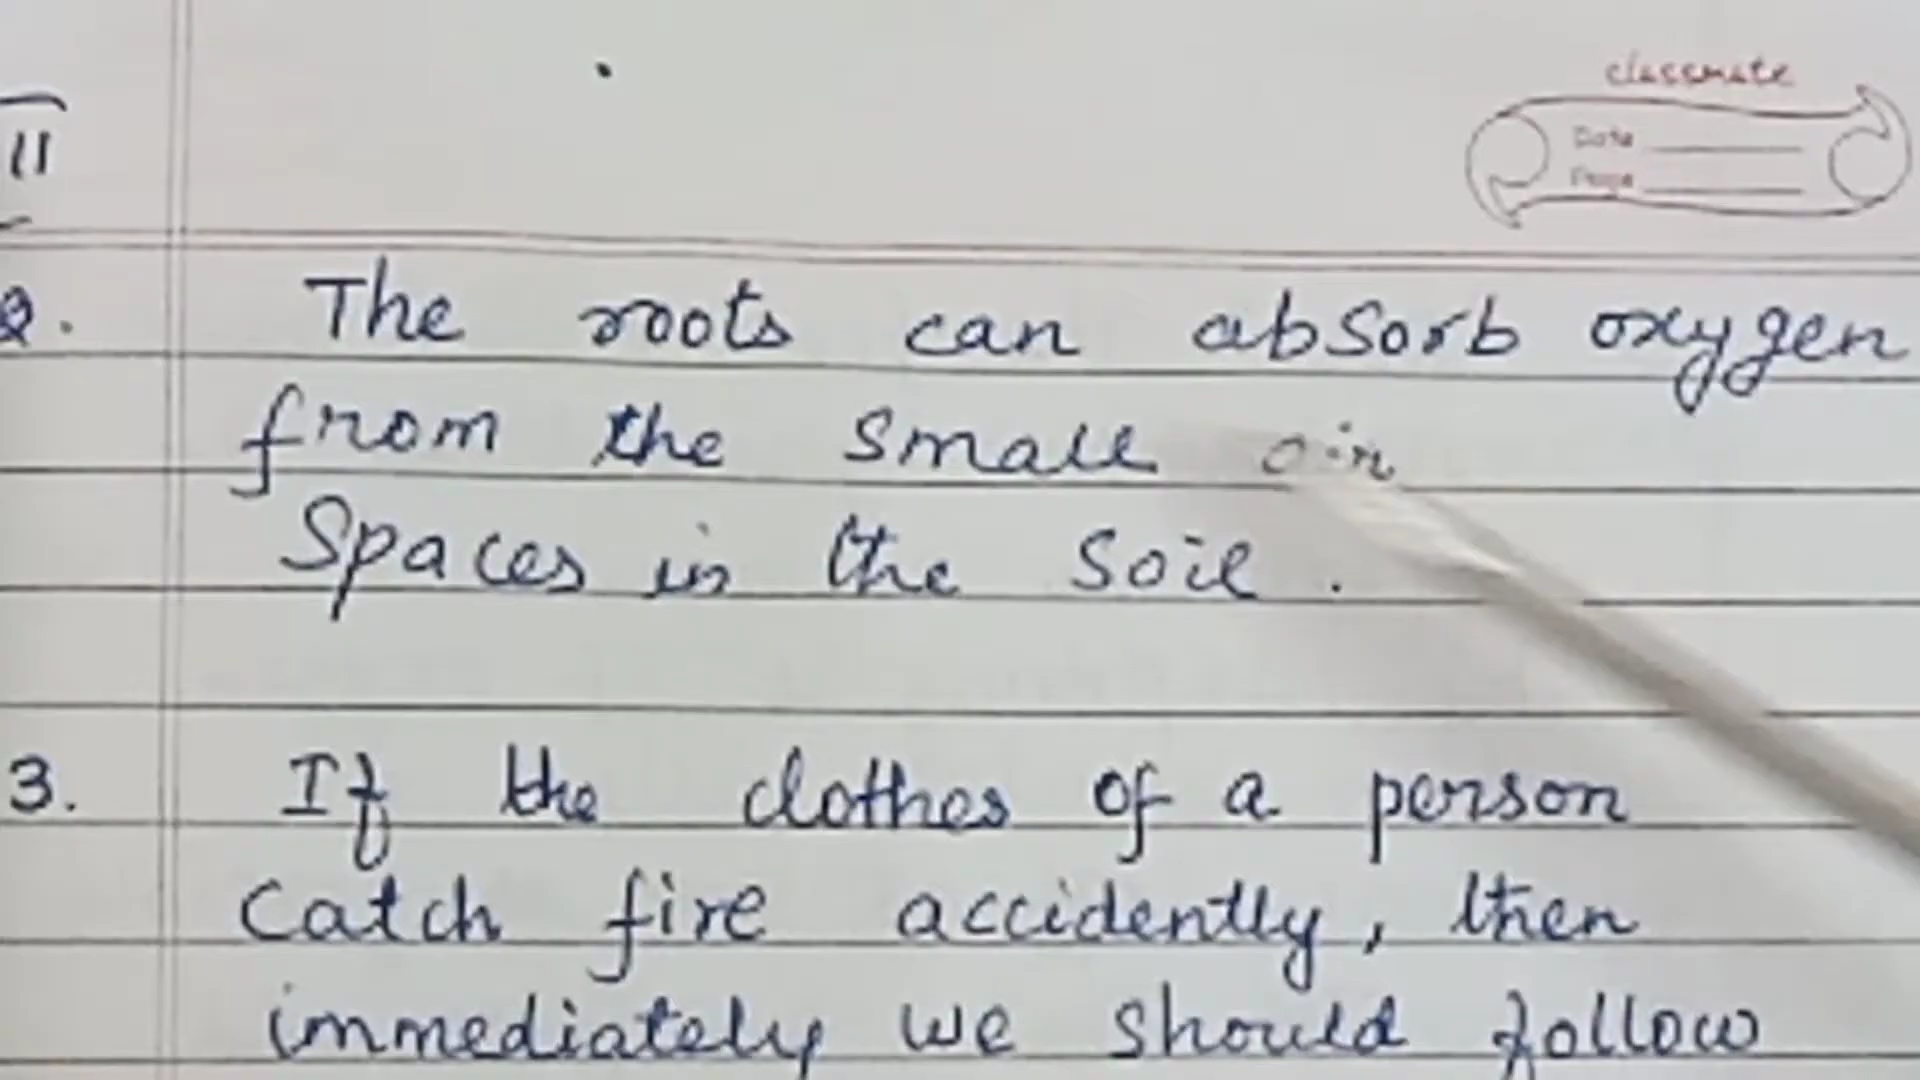 classmate
Date
Page
11
2. The roots can absorb oxygen
from the small air
Spaces in the soil.
3. If the clothes of a person
Catch fire accidently, then
immediately we should follow